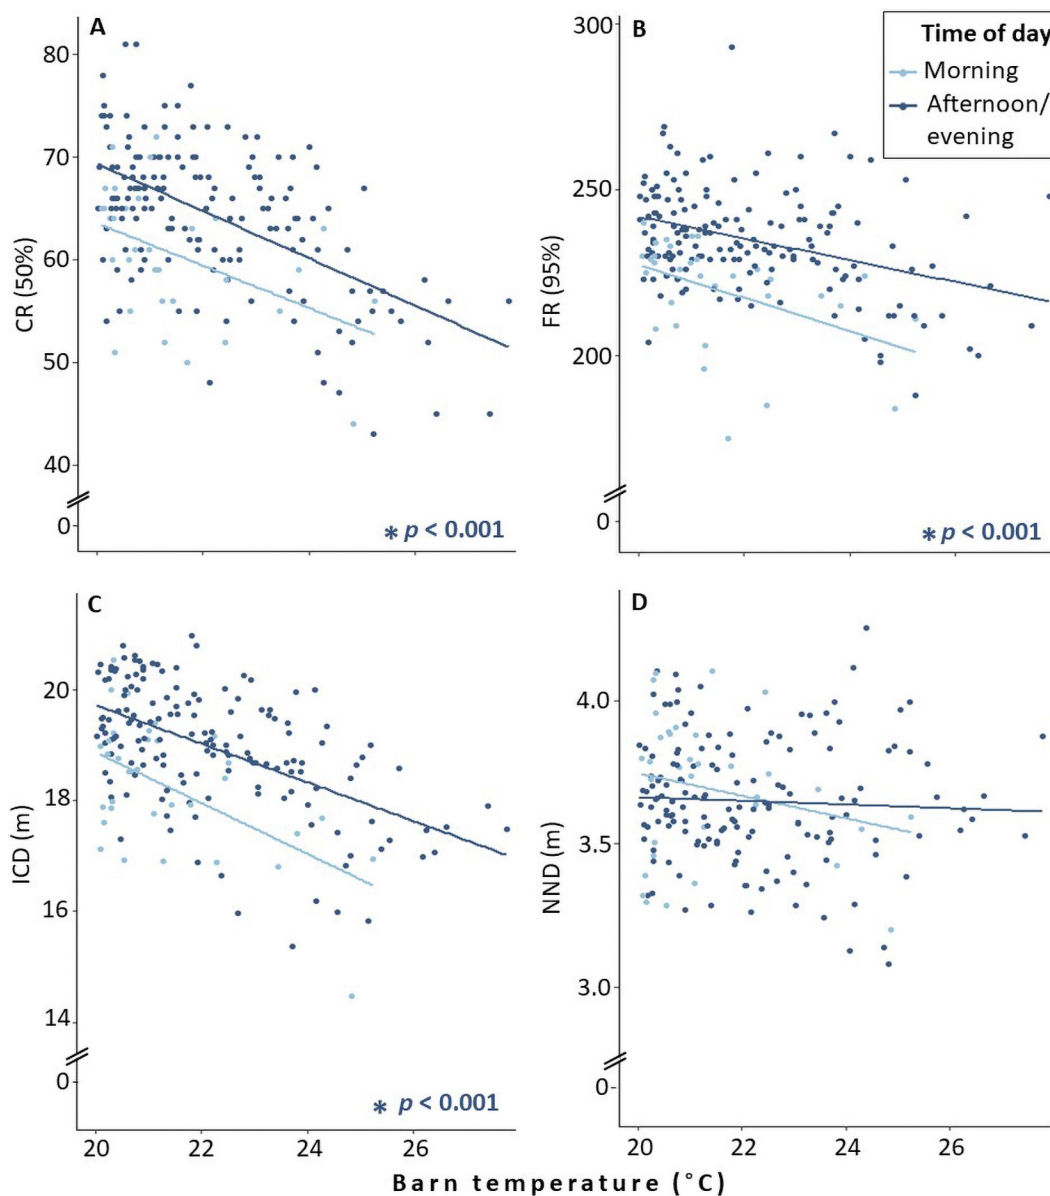 A
80
70
60
50
40
0
CR (50%)
* p < 0.001
B
300
250
200
0
FR (95%)
* p < 0.001
Time of day
Morning
Afternoon/
evening
C
20
18
16
14
0
ICD (m)
* p < 0.001
20 22 24 26
D
4.0
3.5
3.0
0
NND (m)
20 22 24 26
Barn temperature (°C)